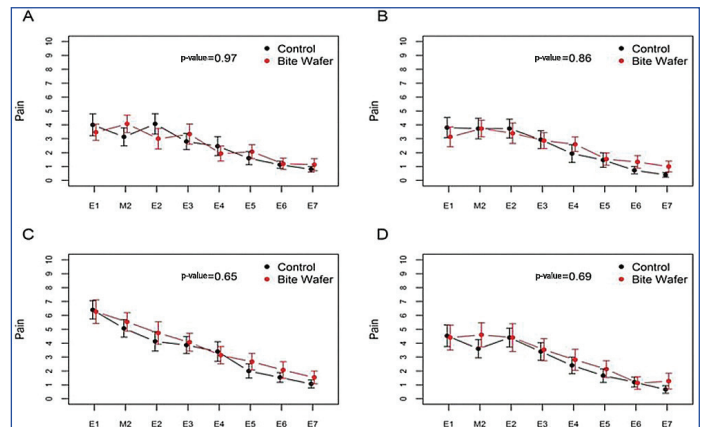 A
10
9
8
7
6
5
4
3
2
1
0
Pain
p-value=0.97
Control
Bite Wafer
E1 M2 E2 E3 E4 E5 E6 E7
B
10
9
8
7
6
5
4
3
2
1
0
Pain
p-value=0.86
Control
Bite Wafer
E1 M2 E2 E3 E4 E5 E6 E7
C
10
9
8
7
6
5
4
3
2
1
0
Pain
p-value=0.65
Control
Bite Wafer
E1 M2 E2 E3 E4 E5 E6 E7
D
10
9
8
7
6
5
4
3
2
1
0
Pain
p-value=0.69
Control
Bite Wafer
E1 M2 E2 E3 E4 E5 E6 E7